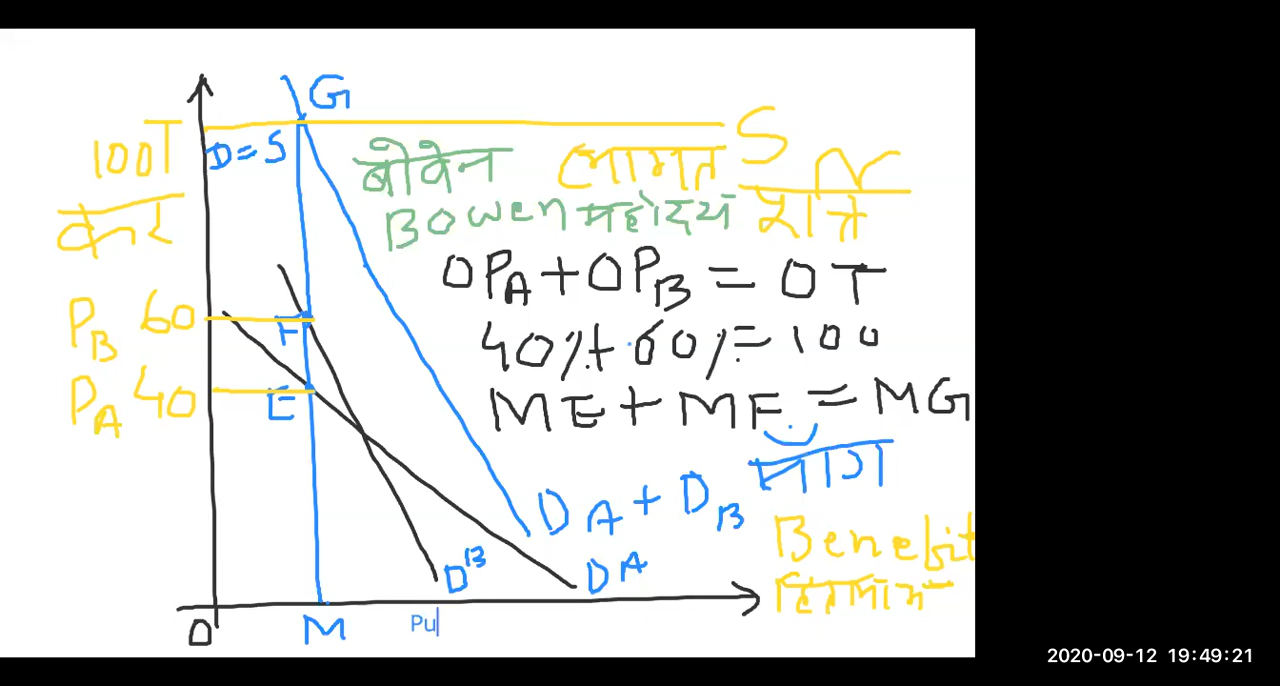 G
100T
D = S
S
बोवेन लागत
Bowen महोदय
कर
OPA + OPB = OT
PB 60
F
40% + 60% = 100
PA 40
E
ME + MF = MG
DA + DB मांग
Benefit
DB
DA
O
M
Pu
2020-09-12 19:49:21